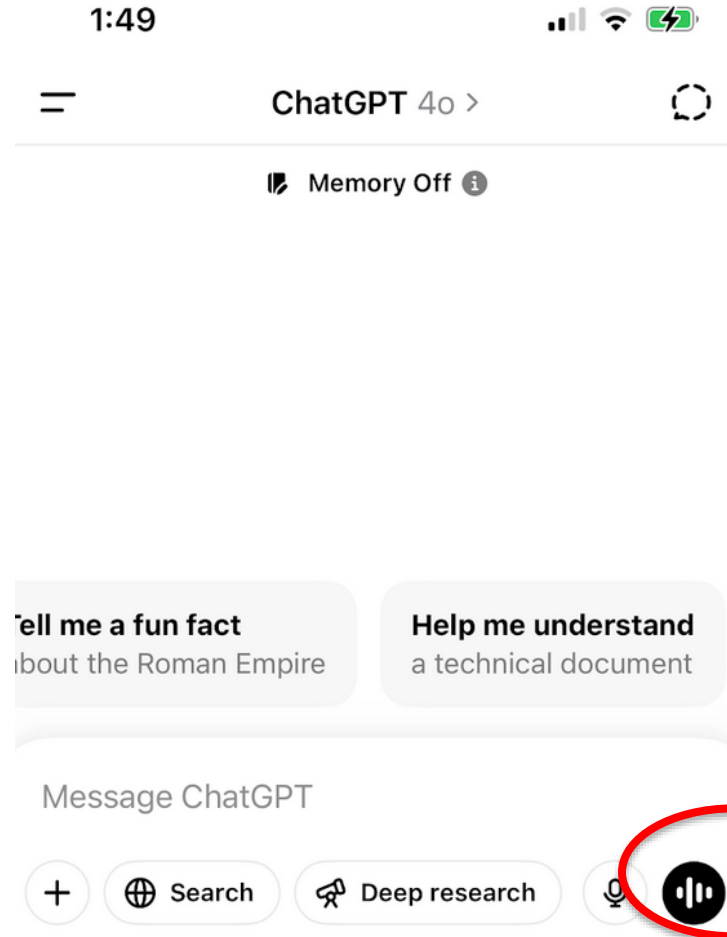 1:49
ChatGPT 4o >
Memory Off
Tell me a fun fact
about the Roman Empire
Help me understand
a technical document
Message ChatGPT
Search
Deep research